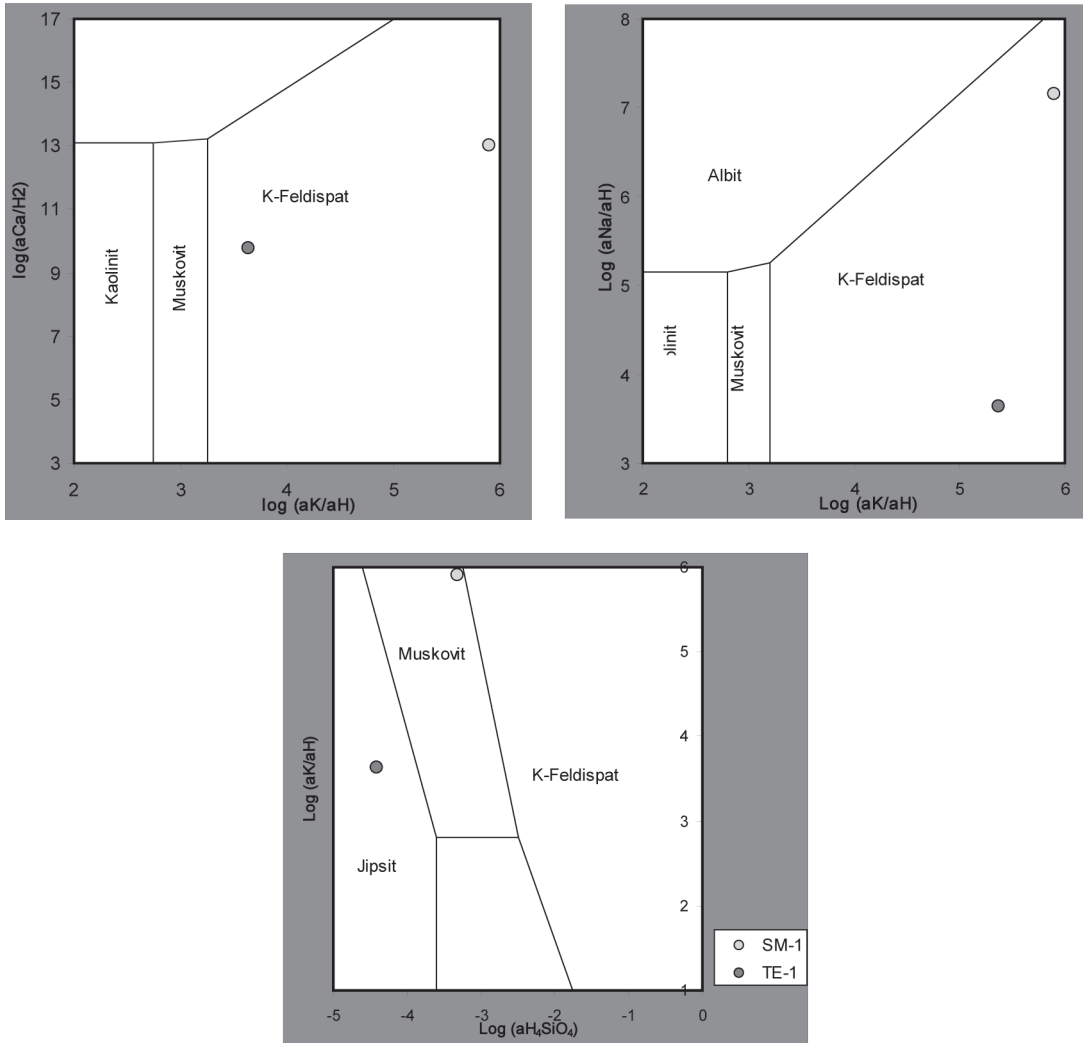 17
15
13
11
9
7
5
3
2 3 4 5 6
log(aCa/H2)
log (aK/aH)
Kaolinit
Muskovit
K-Feldispat
8
7
6
5
4
3
2 3 4 5 6
Log (aNa/aH)
Log (aK/aH)
Albit
K-Feldispat
linit
Muskovit
6
5
4
3
2
1
-5 -4 -3 -2 -1 0
Log (aK/aH)
Log (aH₄SiO₄)
Muskovit
K-Feldispat
Jipsit
SM-1
TE-1